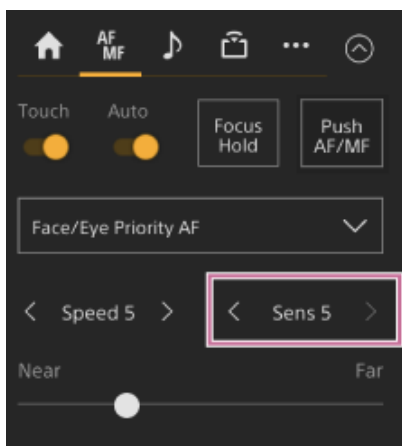 AF
MF
Touch
Auto
Focus
Hold
Push
AF/MF
Face/Eye Priority AF
Speed 5
Sens 5
Near
Far